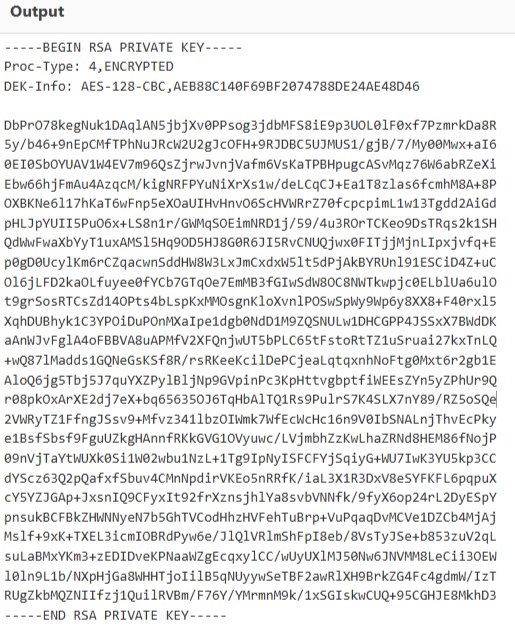 Output
-----BEGIN RSA PRIVATE KEY-----
Proc-Type: 4,ENCRYPTED
DEK-Info: AES-128-CBC,AEB88C140F69BF2074788DE24AE48D46
DbPrO78kegNuk1DAqlAN5jbjXv0PPsog3jdbMFS8iE9p3UOL0lF0xf7PzmrkDa8R
5y/b46+9nEpCMfTPhNuJRcW2U2gJcOFH+9RJDBC5UJMUS1/gjB/7/My00Mwx+aI6
0EI0SbOYUAV1W4EV7m96QsZjrwJvnjVafm6VsKaTPBHpugcASvMqz76W6abRZeXi
Ebw66hjFmAu4AzqcM/kigNRFPYuNiXrXs1w/deLCqCJ+Ea1T8zlas6fcmhM8A+8P
OXBKNe6l17hKaT6wFnp5eXOaUIHvHnvO6ScHVWRrZ70fcpcpimL1w13Tgdd2AiGd
pHLJpYUII5PuO6x+LS8n1r/GWMqSOEimNRD1j/59/4u3ROrTCKeo9DsTRqs2k1SH
QdWwFwaXbYyT1uxAMSl5Hq9OD5HJ8G0R6JI5RvCNUQjwx0FITjjMjnLIpxjvfq+E
p0gD0UcylKm6rCZqacwnSddHW8W3LxJmCxdxW5lt5dPjAkBYRUnl91ESCiD4Z+uC
Ol6jLFD2kaOLfuyee0fYCb7GTqOe7EmMB3fGIwSdW8OC8NWTkwpjc0ELblUa6ulO
t9grSosRTCsZd14OPts4bLspKxMMOsgnKloXvnlPOSwSpWy9Wp6y8XX8+F40rxl5
XqhDUBhyk1C3YPOiDuPOnMXaIpe1dgb0NdD1M9ZQSNULw1DHCGPP4JSSxX7BWdDK
aAnWJvFglA4oFBBVA8uAPMfV2XFQnjwUT5bPLC65tFstoRtTZ1uSruai27kxTnLQ
+wQ87lMadds1GQNeGsKSf8R/rsRKeeKcilDePCjeaLqtqxnhNoFtg0Mxt6r2gb1E
AloQ6jg5Tbj5J7quYXZPylBljNp9GVpinPc3KpHttvgbptfiWEEsZYn5yZPhUr9Q
r08pkOxArXE2dj7eX+bq65635OJ6TqHbAlTQ1Rs9PulrS7K4SLX7nY89/RZ5oSQe
2VWRyTZ1FfngJSsv9+Mfvz341lbzOIWmk7WfEcWcHc16n9V0IbSNALnjThvEcPky
e1BsfSbsf9FguUZkgHAnnfRKkGVG1OVyuwc/LVjmbhZzKwLhaZRNd8HEM86fNojP
09nVjTaYtWUXk0Si1W02wbu1NzL+1Tg9IpNyISFCFYjSqiyG+WU7IwK3YU5kp3CC
dYScz63Q2pQafxfSbuv4CMnNpdirVKEo5nRRfK/iaL3X1R3DxV8eSYFKFL6pqpuX
cY5YZJGAp+JxsnIQ9CFyxIt92frXznsjhlYa8svbVNNfk/9fyX6op24rL2DyESpY
pnsukBCFBkZHWNNyeN7b5GhTVCodHhzHVFehTuBrp+VuPqaqDvMCVe1DZCb4MjAj
Mslf+9xK+TXEL3icmIOBRdPyw6e/JlQlVRlmShFpI8eb/8VsTyJSe+b853zuV2qL
suLaBMxYKm3+zEDIDveKPNaaWZgEcqxylCC/wUyUXlMJ50Nw6JNVMM8LeCii3OEW
l0ln9L1b/NXpHjGa8WHHTjoIilB5qNUyywSeTBF2awRlXH9BrkZG4Fc4gdmW/IzT
RUgZkbMQZNIIfzj1QuilRVBm/F76Y/YMrmnM9k/1xSGIskwCUQ+95CGHJE8MkhD3
-----END RSA PRIVATE KEY-----